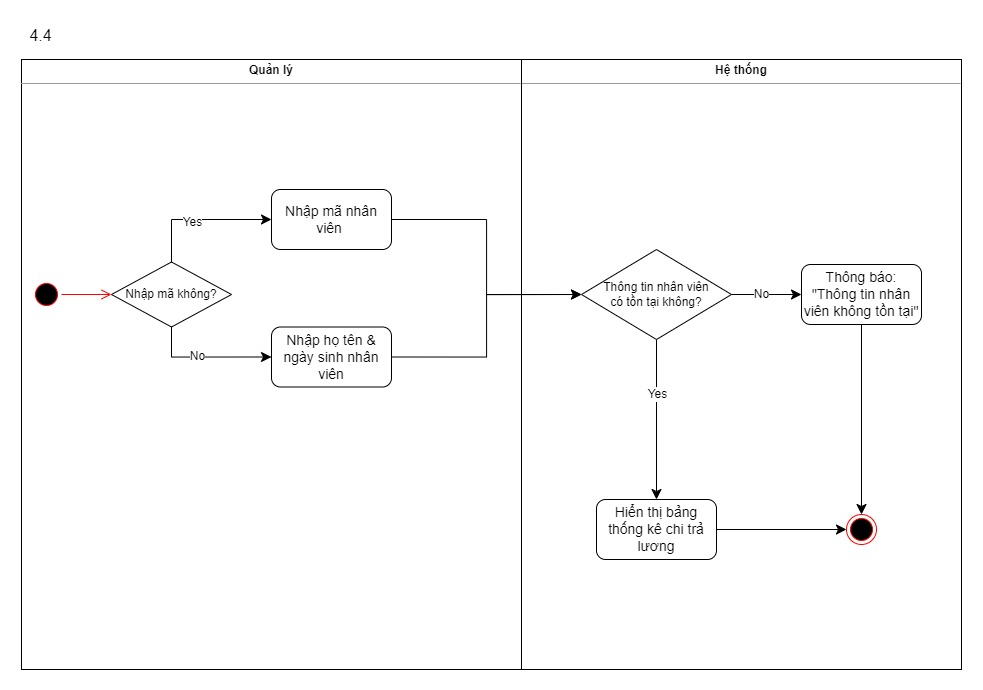 4.4
Quản lý
Hệ thống
Nhập mã không?
Yes
Nhập mã nhân
viên
No
Nhập họ tên &
ngày sinh nhân
viên
Thông tin nhân viên
có tồn tại không?
No
Thông báo:
"Thông tin nhân
viên không tồn tại"
Yes
Hiển thị bảng
thống kê chi trả
lương